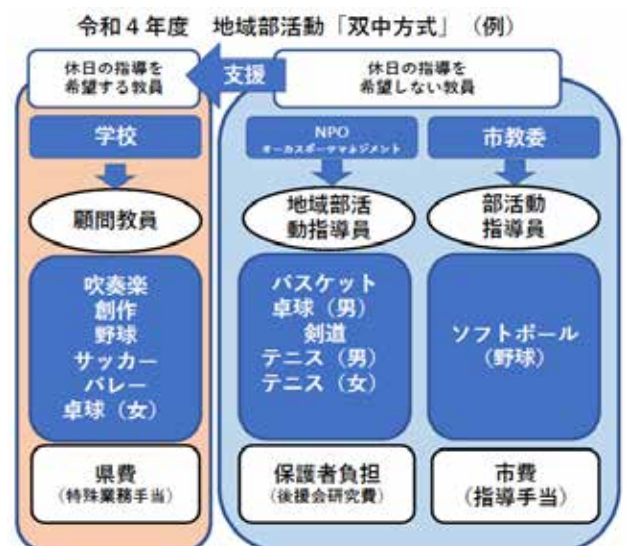 令和４年度　地域部活動「双中方式」（例）
休日の指導を
希望する教員
支援
休日の指導を
希望しない教員
学校
NPO
オーカスポーツマネジメント
市教委
顧問教員
地域部活
動指導員
部活動
指導員
吹奏楽
創作
野球
サッカー
バレー
卓球（女）
バスケット
卓球（男）
剣道
テニス（男）
テニス（女）
ソフトボール
（野球）
県費
（特殊業務手当）
保護者負担
（後援会研究費）
市費
（指導手当）